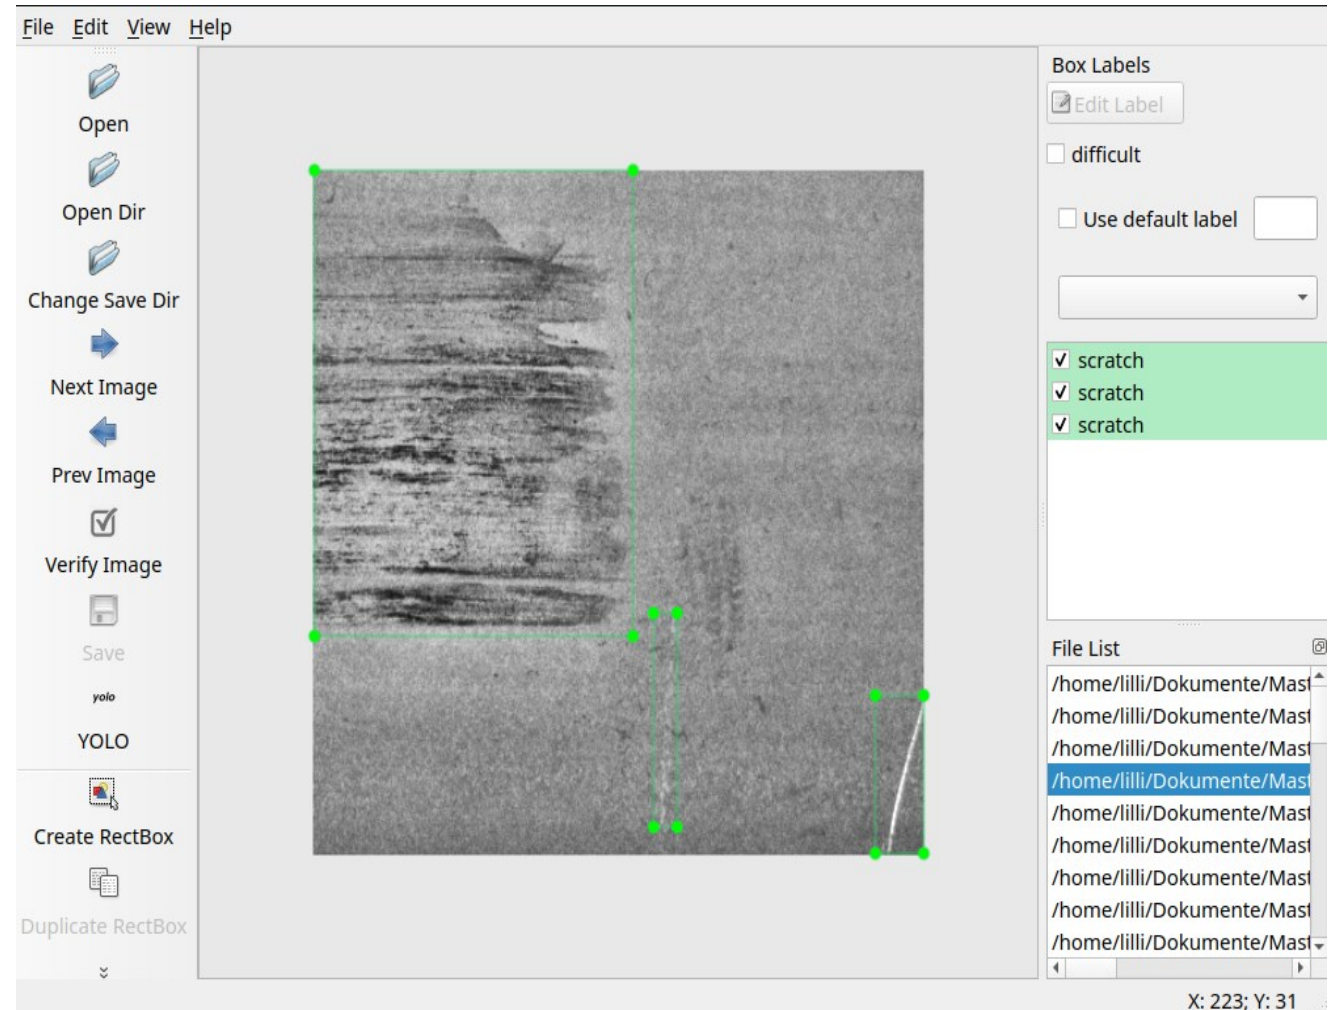 File Edit View Help
Open
Open Dir
Change Save Dir
Next Image
Prev Image
Verify Image
Save
yolo
YOLO
Create RectBox
Duplicate RectBox
Box Labels
Edit Label
difficult
Use default label
scratch
scratch
scratch
File List
/home/lilli/Dokumente/Mast
/home/lilli/Dokumente/Mast
/home/lilli/Dokumente/Mast
/home/lilli/Dokumente/Mast
/home/lilli/Dokumente/Mast
/home/lilli/Dokumente/Mast
/home/lilli/Dokumente/Mast
/home/lilli/Dokumente/Mast
/home/lilli/Dokumente/Mast
X: 223; Y: 31